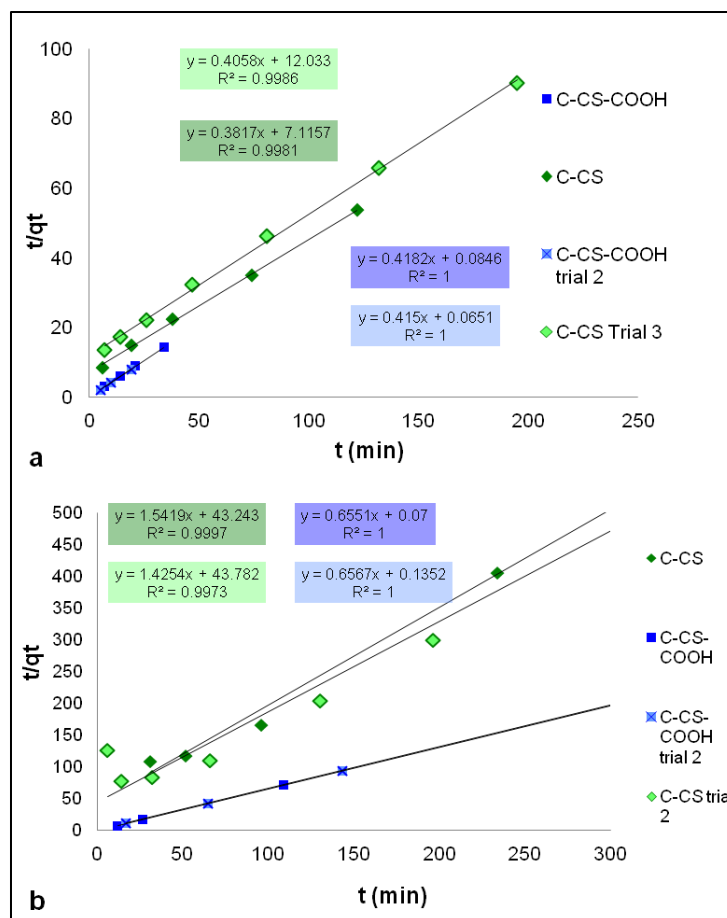 100
80
60
40
20
0
t/qt
y = 0.4058x + 12.033
R² = 0.9986
y = 0.3817x + 7.1157
R² = 0.9981
y = 0.4182x + 0.0846
R² = 1
y = 0.415x + 0.0651
R² = 1
C-CS-COOH
C-CS
C-CS-COOH
trial 2
C-CS Trial 3
0 50 100 150 200 250
t (min)
a
500
450
400
350
300
250
200
150
100
50
0
t/qt
y = 1.5419x + 43.243
R² = 0.9997
y = 0.6551x + 0.07
R² = 1
y = 1.4254x + 43.782
R² = 0.9973
y = 0.6567x + 0.1352
R² = 1
C-CS
C-CS-
COOH
C-CS-
COOH
trial 2
C-CS tria
2
0 50 100 150 200 250 300
t (min)
b